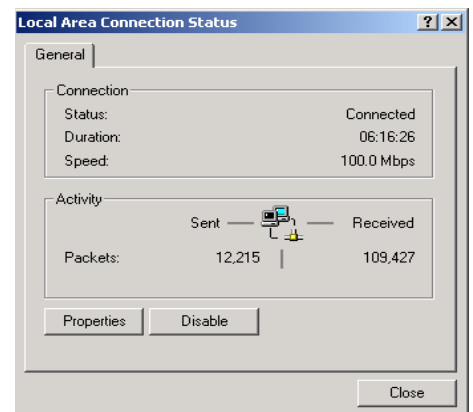 Local Area Connection Status ? X
General
Connection
Status: Connected
Duration: 06:16:26
Speed: 100.0 Mbps
Activity
Sent Received
Packets: 12,215 109,427
Properties Disable
Close